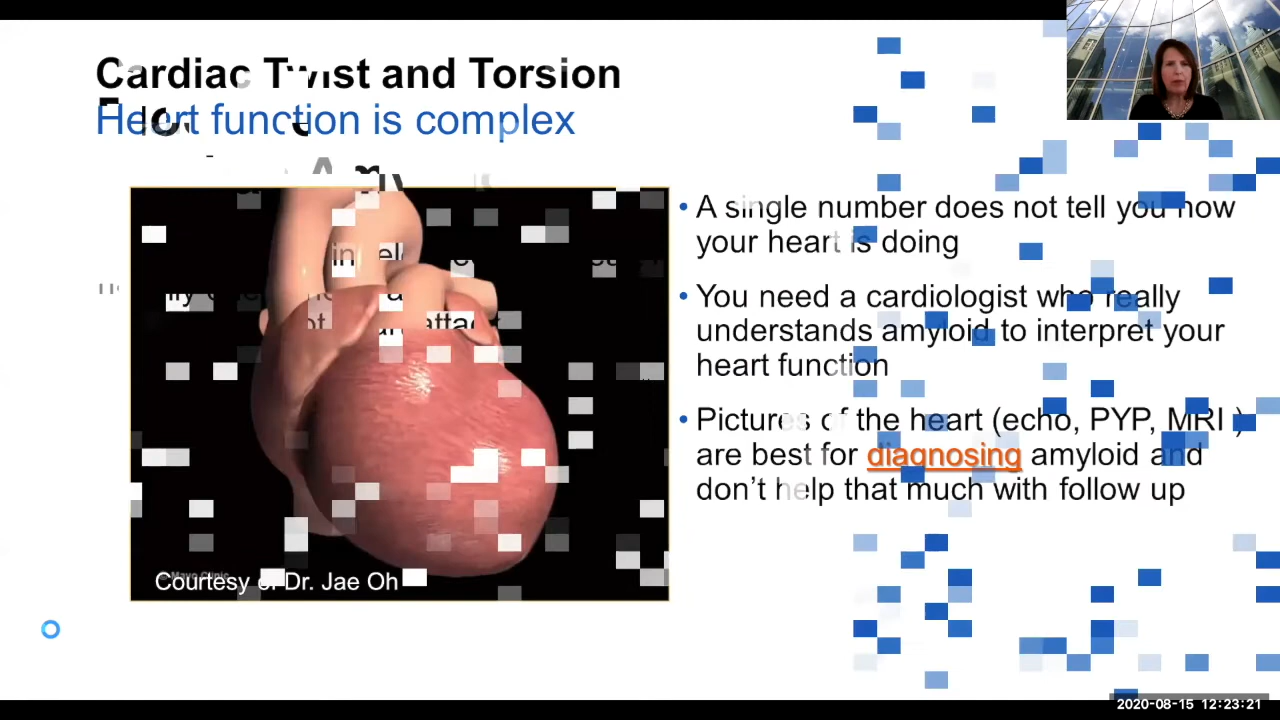 Cardiac Twist and Torsion
Heart function is complex
• A single number does not tell you how
your heart is doing
• You need a cardiologist who really
understands amyloid to interpret your
heart function
• Pictures of the heart (echo, PYP, MRI )
are best for diagnosing amyloid and
don’t help that much with follow up
© Mayo Clinic
Courtesy of Dr. Jae Oh
2020-08-15 12:23:21